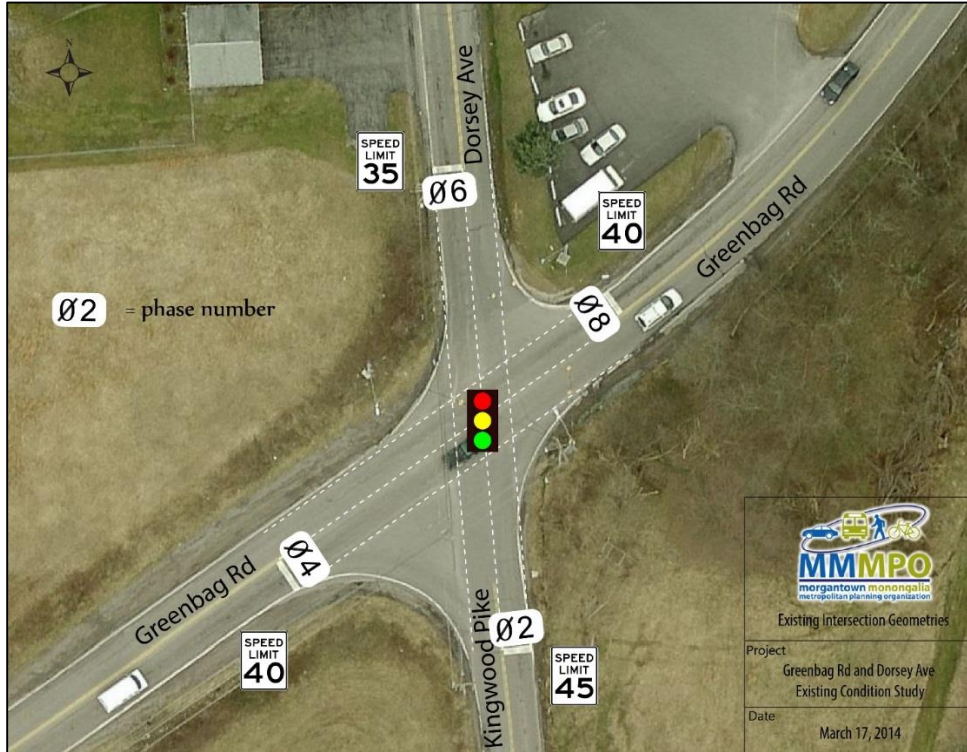 N
Dorsey Ave
SPEED
LIMIT
35
Ø6
SPEED
LIMIT
40
Greenbag Rd
Ø2 = phase number
Ø8
Ø4
Greenbag Rd
SPEED
LIMIT
40
Kingwood Pike
Ø2
SPEED
LIMIT
45
MMMPO
morgantown monongalia
metropolitan planning organization
Existing Intersection Geometries
Project
Greenbag Rd and Dorsey Ave
Existing Condition Study
Date
March 17, 2014